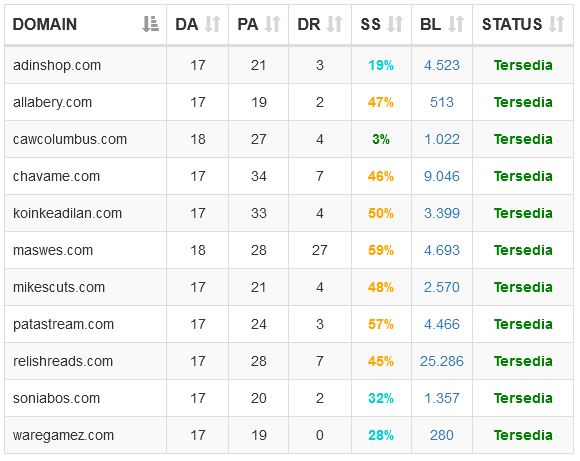 DOMAIN DA PA DR SS BL STATUS
adinshop.com 17 21 3 19% 4.523 Tersedia
allabery.com 17 19 2 47% 513 Tersedia
cawcolumbus.com 18 27 4 3% 1.022 Tersedia
chavame.com 17 34 7 46% 9.046 Tersedia
koinkeadilan.com 17 33 4 50% 3.399 Tersedia
maswes.com 18 28 27 59% 4.693 Tersedia
mikescuts.com 17 21 4 48% 2.570 Tersedia
patastream.com 17 24 3 57% 4.466 Tersedia
relishreads.com 17 28 7 45% 25.286 Tersedia
soniabos.com 17 20 2 32% 1.357 Tersedia
waregamez.com 17 19 0 28% 280 Tersedia